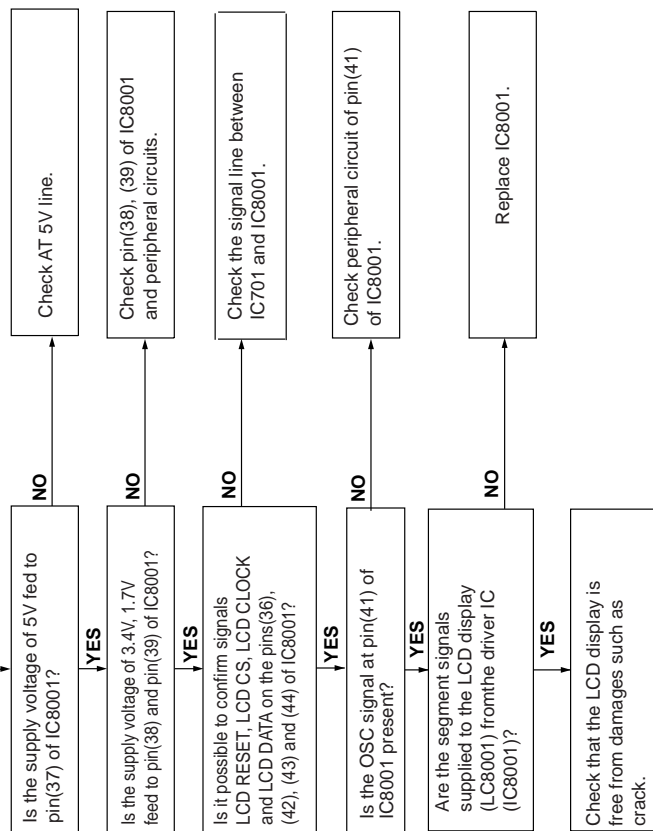 Is the supply voltage of 5V fed to
pin(37) of IC8001?
NO
Check AT 5V line.
YES
Is the supply voltage of 3.4V, 1.7V
feed to pin(38) and pin(39) of IC8001?
NO
Check pin(38), (39) of IC8001
and peripheral circuits.
YES
Is it possible to confirm signals
LCD RESET, LCD CS, LCD CLOCK
and LCD DATA on the pins(36),
(42), (43) and (44) of IC8001?
NO
Check the signal line between
IC701 and IC8001.
YES
Is the OSC signal at pin(41) of
IC8001 present?
NO
Check peripheral circuit of pin(41)
of IC8001.
YES
Are the segment signals
supplied to the LCD display
(LC8001) fromthe driver IC
(IC8001)?
NO
Replace IC8001.
YES
Check that the LCD display is
free from damages such as
crack.